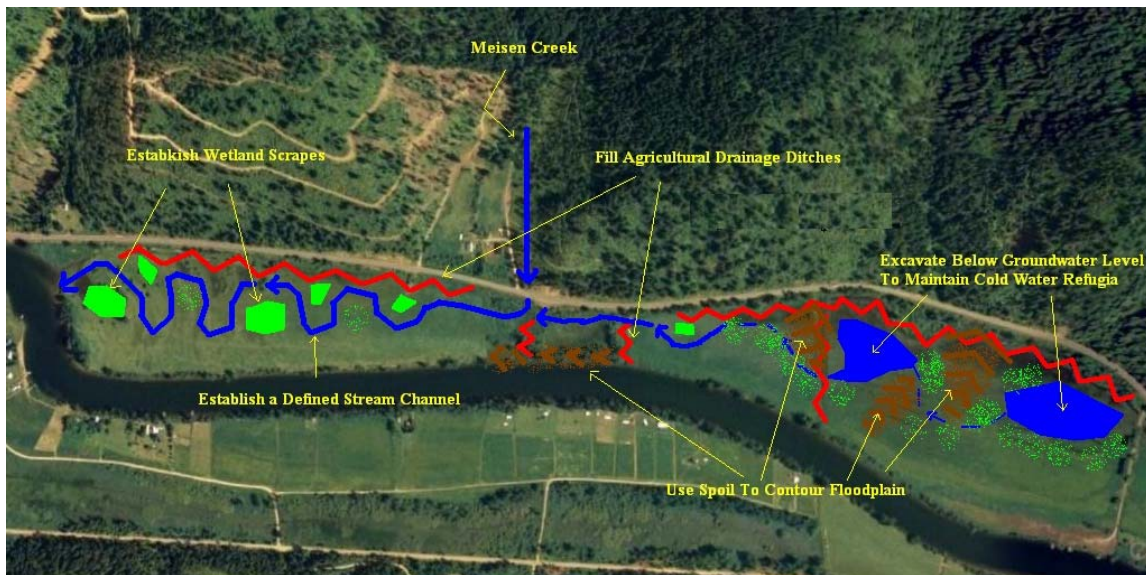 Meisen Creek
Estabkish Wetland Scrapes
Fill Agricultural Drainage Ditches
Excavate Below Groundwater Level
To Maintain Cold Water Refugia
Establish a Defined Stream Channel
Use Spoil To Contour Floodplain